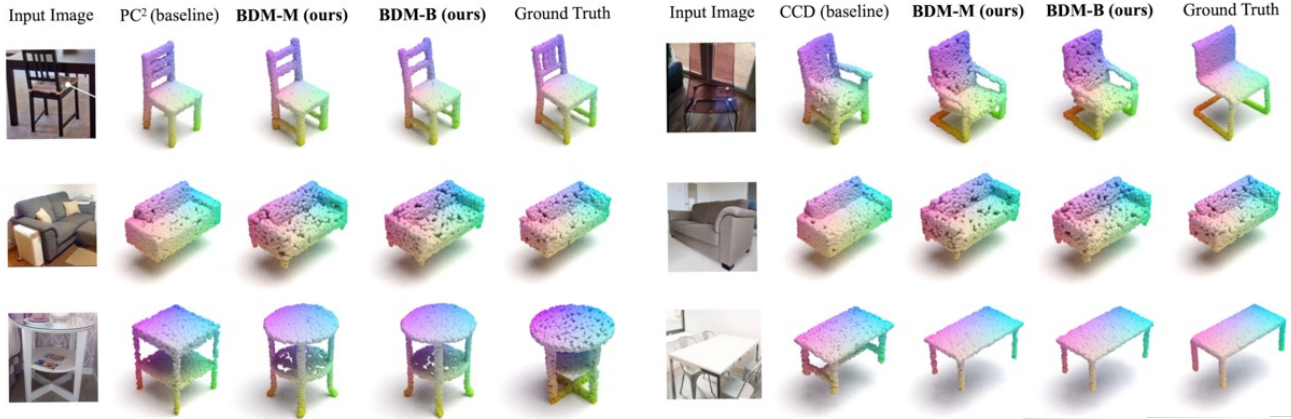 Input Image PC² (baseline) BDM-M (ours) BDM-B (ours) Ground Truth Input Image CCD (baseline) BDM-M (ours) BDM-B (ours) Ground Truth